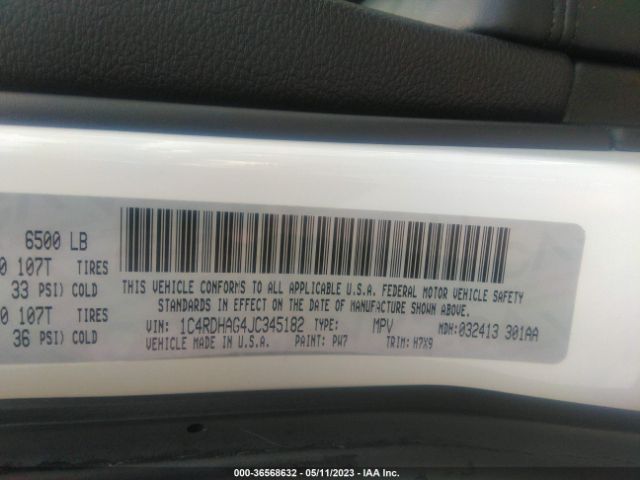 6500 LB
0 107T TIRES
33 PSI) COLD
0 107T TIRES
36 PSI) COLD
THIS VEHICLE CONFORMS TO ALL APPLICABLE U.S.A. FEDERAL MOTOR VEHICLE SAFETY
STANDARDS IN EFFECT ON THE DATE OF MANUFACTURE SHOWN ABOVE.
VIN: 1C4RDHAG4JC345182 TYPE: MPV MDH: 032413 301AA
VEHICLE MADE IN U.S.A. PAINT: PW7 TRIM: H7X9
000-36568632 - 05/11/2023 - IAA Inc.